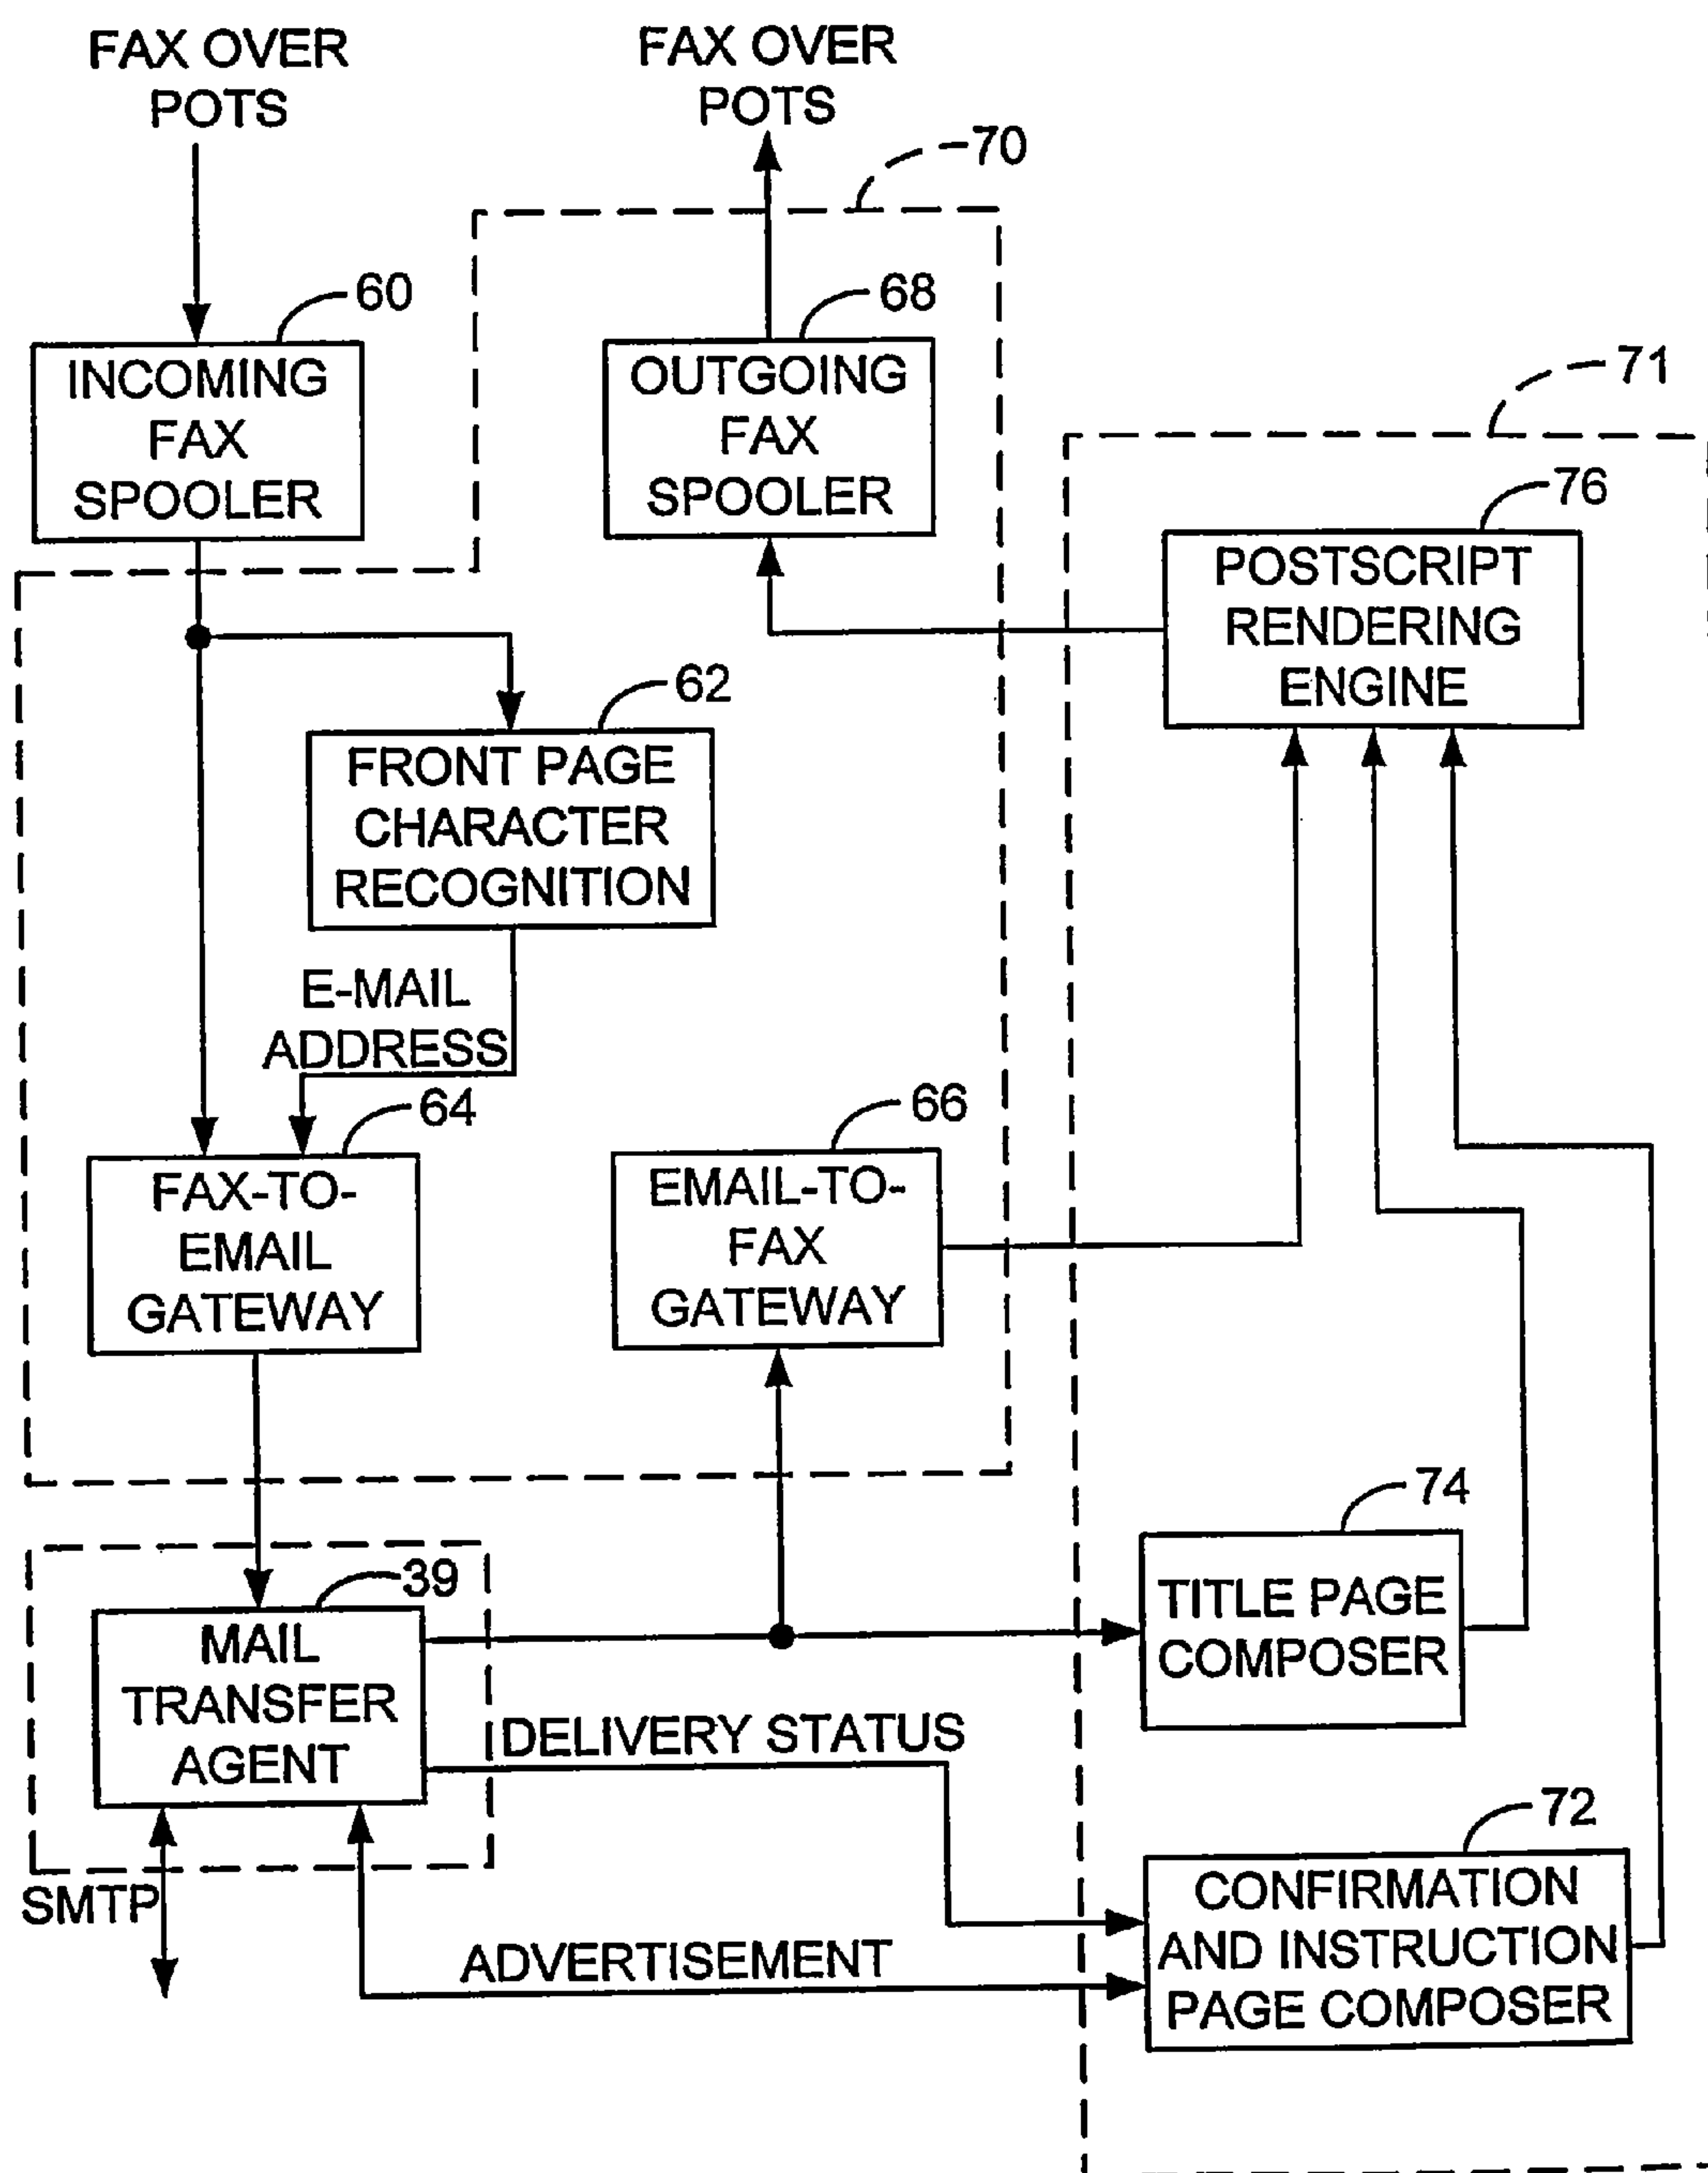 FAX OVER
POTS
FAX OVER
POTS
70
60
INCOMING
FAX
SPOOLER
68
OUTGOING
FAX
SPOOLER
71
76
POSTSCRIPT
RENDERING
ENGINE
62
FRONT PAGE
CHARACTER
RECOGNITION
E-MAIL
ADDRESS
64
FAX-TO-
EMAIL
GATEWAY
66
EMAIL-TO-
FAX
GATEWAY
39
MAIL
TRANSFER
AGENT
74
TITLE PAGE
COMPOSER
DELIVERY STATUS
72
CONFIRMATION
AND INSTRUCTION
PAGE COMPOSER
SMTP
ADVERTISEMENT